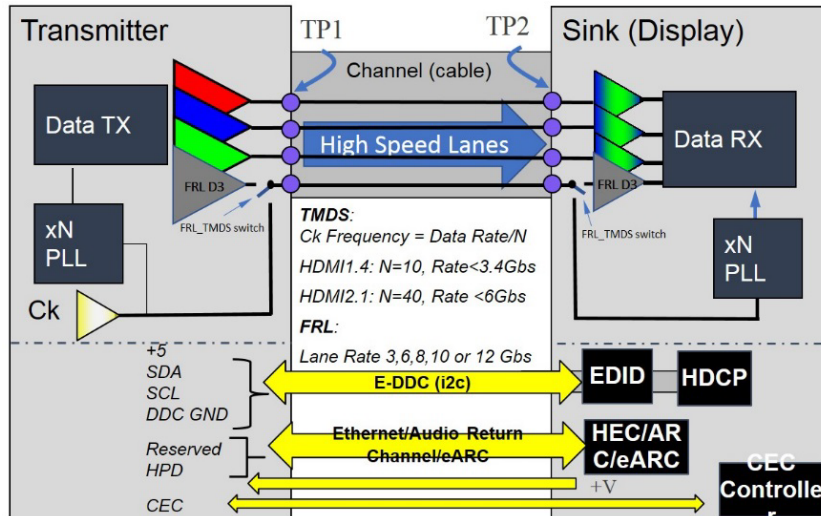 Transmitter
TP1
TP2
Sink (Display)
Channel (cable)
Data TX
High Speed Lanes
Data RX
FRL D3
FRL D3
FRL_TMDS switch
FRL_TMDS switch
xN
PLL
xN
PLL
Ck
TMDS:
Ck Frequency = Data Rate/N
HDMI1.4: N=10, Rate<3.4Gbs
HDMI2.1: N=40, Rate <6Gbs
FRL:
Lane Rate 3,6,8,10 or 12 Gbs
+5
SDA
SCL
DDC GND
E-DDC (i2c)
EDID
HDCP
Reserved
HPD
Ethernet/Audio Return
Channel/eARC
HEC/AR
C/eARC
+V
CEC
CEC
Controlle
r